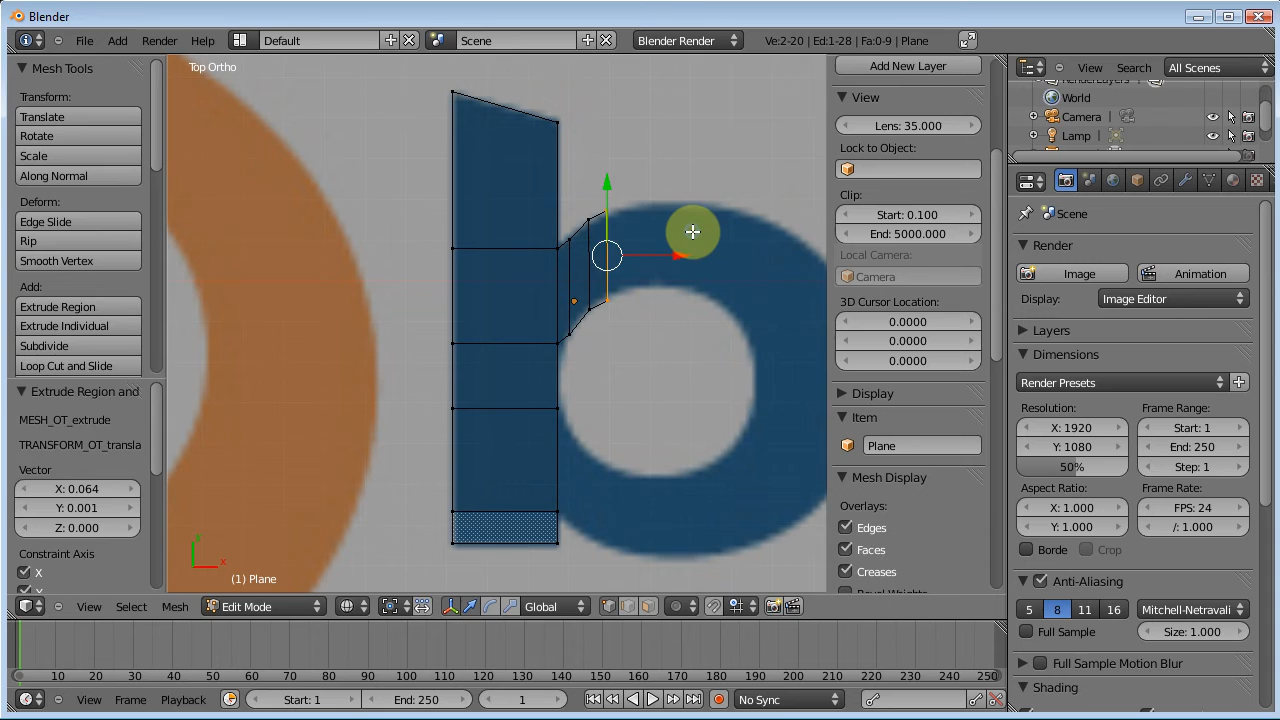 Blender
File Add Render Help Default Scene Blender Render Ve:2-20 | Ed:1-28 | Fa:0-9 | Plane
Mesh Tools
Transform:
Translate
Rotate
Scale
Along Normal
Deform:
Edge Slide
Rip
Smooth Vertex
Add:
Extrude Region
Extrude Individual
Subdivide
Loop Cut and Slide
Extrude Region and
MESH_OT_extrude
TRANSFORM_OT_transla
Vector
X: 0.064
Y: 0.001
Z: 0.000
Constraint Axis
X
Top Ortho
(1) Plane
Add New Layer
View
Lens: 35.000
Lock to Object:
Clip:
Start: 0.100
End: 5000.000
Local Camera:
Camera
3D Cursor Location:
0.0000
0.0000
0.0000
Display
Item
Plane
Mesh Display
Overlays:
Edges
Faces
Creases
View Search All Scenes
World
Camera
Lamp
Scene
Render
Image Animation
Display: Image Editor
Layers
Dimensions
Render Presets
Resolution: Frame Range:
X: 1920 Start: 1
Y: 1080 End: 250
50% Step: 1
Aspect Ratio: Frame Rate:
X: 1.000 FPS: 24
Y: 1.000 /: 1.000
Borde Crop
Anti-Aliasing
5 8 11 16 Mitchell-Netravali
Full Sample Size: 1.000
Full Sample Motion Blur
Shading
View Select Mesh Edit Mode Global
10 20 30 40 50 60 70 80 90 100 110 120 130 140 150 160 170 180 190 200 210 220 230 240 250
View Frame Playback Start: 1 End: 250 1 No Sync